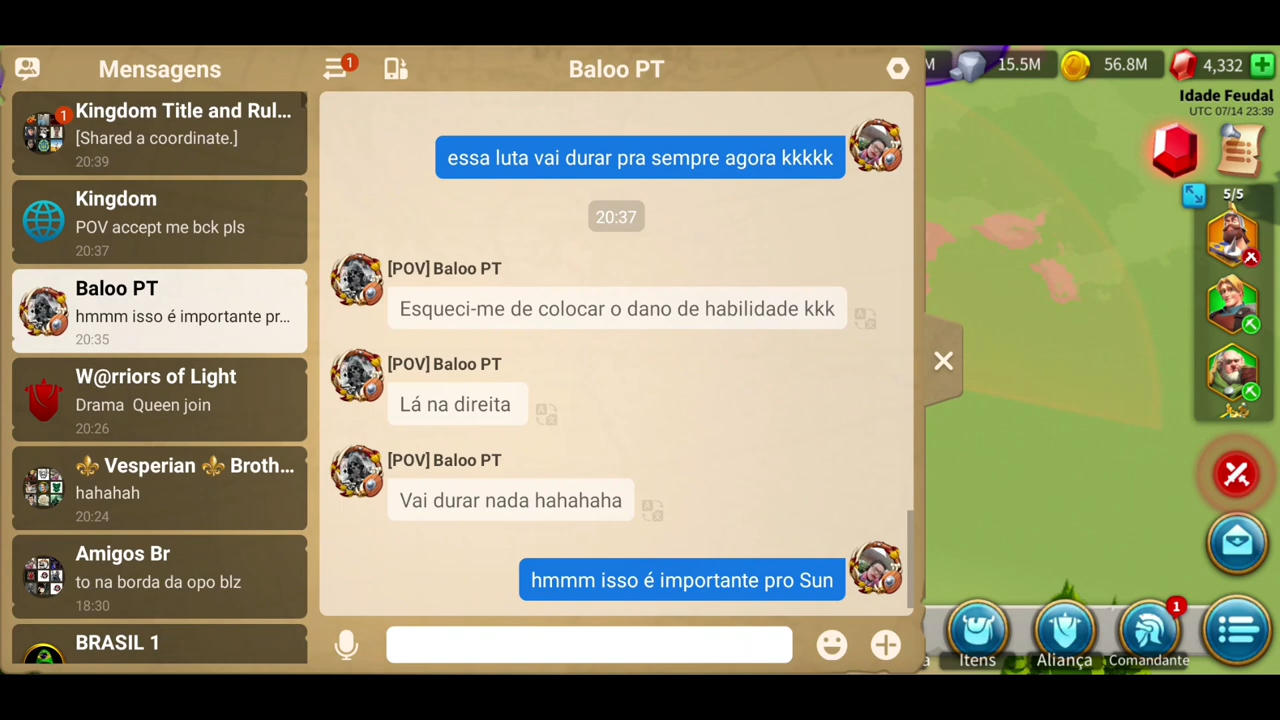 Mensagens
1
Baloo PT
M
15.5M
56.8M
4,332
Idade Feudal
UTC 07/14 23:39
5/5
1
Kingdom Title and Rul...
[Shared a coordinate.]
20:39
Kingdom
POV accept me bck pls
20:37
Baloo PT
hmmm isso é importante pr...
20:35
W@rriors of Light
Drama Queen join
20:26
Vesperian Broth...
hahahah
20:24
Amigos Br
to na borda da opo blz
18:30
BRASIL 1
essa luta vai durar pra sempre agora kkkkk
20:37
[POV] Baloo PT
Esqueci-me de colocar o dano de habilidade kkk
[POV] Baloo PT
Lá na direita
[POV] Baloo PT
Vai durar nada hahahaha
hmmm isso é importante pro Sun
a
Itens
Aliança
1
Comandante